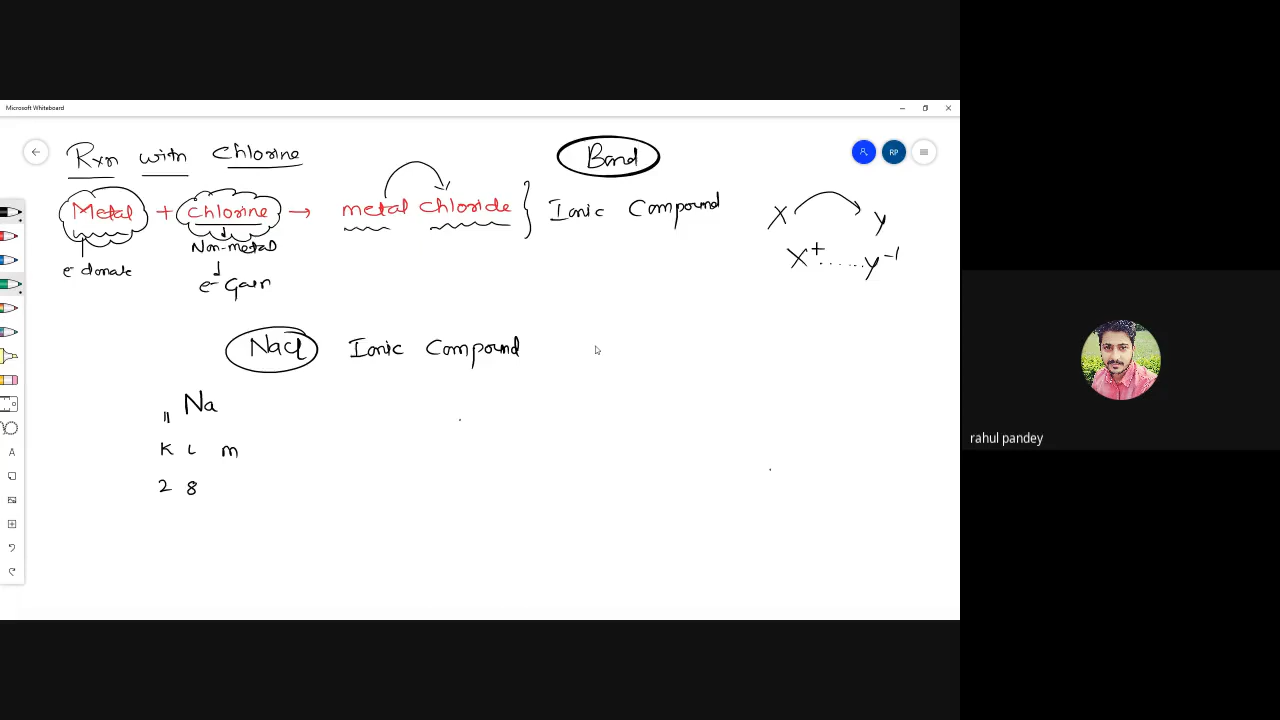 Microsoft Whiteboard
Rxn with Chlorine
Bond
RP
Metal + chlorine → metal chloride } Ionic Compound
X Y
Non-metal
X+ ...... Y-1
e- donate
e- Gain
NaCl Ionic Compound
11 Na
K L M
2 8
A
rahul pandey